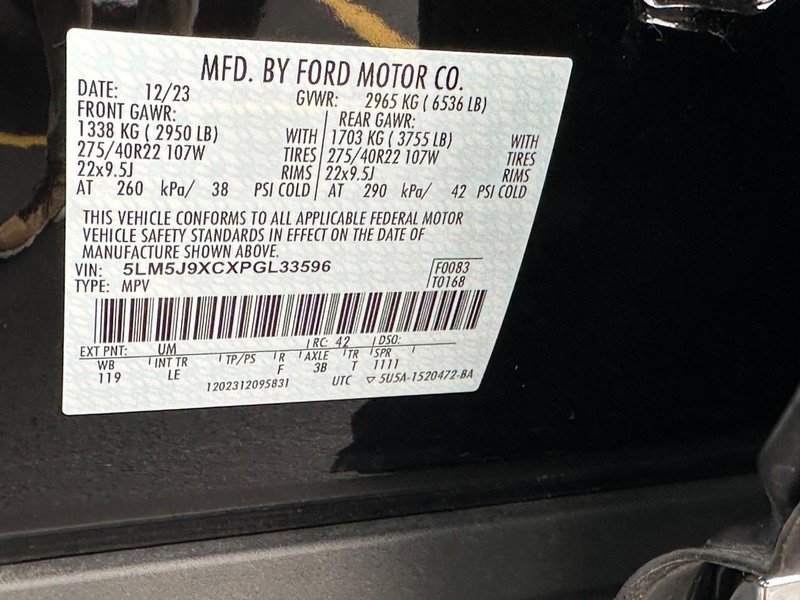 MFD. BY FORD MOTOR CO.
DATE: 12/23 GVWR: 2965 KG ( 6536 LB)
FRONT GAWR: REAR GAWR:
1338 KG ( 2950 LB) WITH 1703 KG ( 3755 LB) WITH
275/40R22 107W TIRES 275/40R22 107W TIRES
22x9.5J RIMS 22x9.5J RIMS
AT 260 kPa/ 38 PSI COLD AT 290 kPa/ 42 PSI COLD
THIS VEHICLE CONFORMS TO ALL APPLICABLE FEDERAL MOTOR
VEHICLE SAFETY STANDARDS IN EFFECT ON THE DATE OF
MANUFACTURE SHOWN ABOVE.
VIN: 5LM5J9XCXPGL33596 F0083
TYPE: MPV T0168
EXT PNT: UM RC: 42 DSO:
WB INT TR TP/PS R AXLE TR SPR
119 LE F 3B T 1111
1202312095831 UTC ▽ 5U5A-1520472-BA